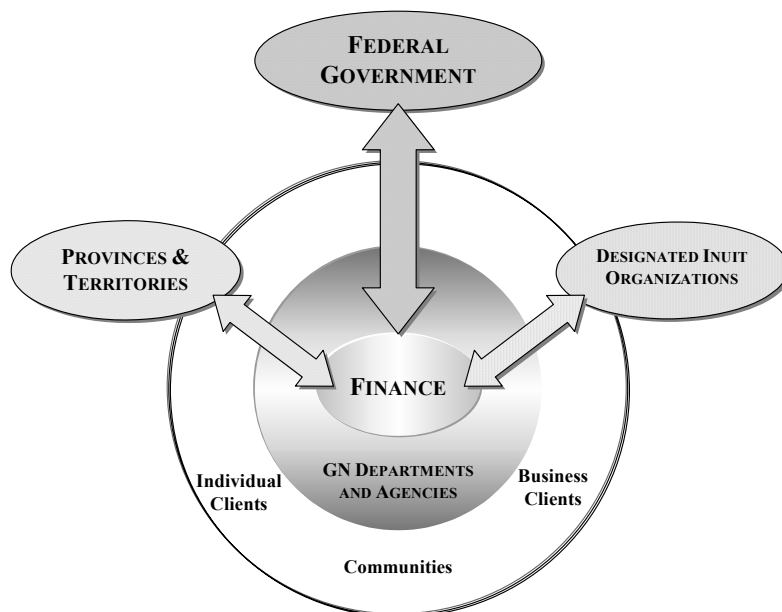 FEDERAL
GOVERNMENT
PROVINCES &
TERRITORIES
DESIGNATED INUIT
ORGANIZATIONS
FINANCE
GN DEPARTMENTS
AND AGENCIES
Individual
Clients
Business
Clients
Communities